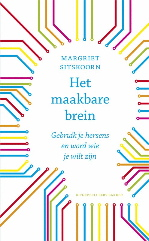 MARGRIET
SITSKOORN
Het
maakbare
brein
Gebruik je hersens
en word wie
je wilt zijn